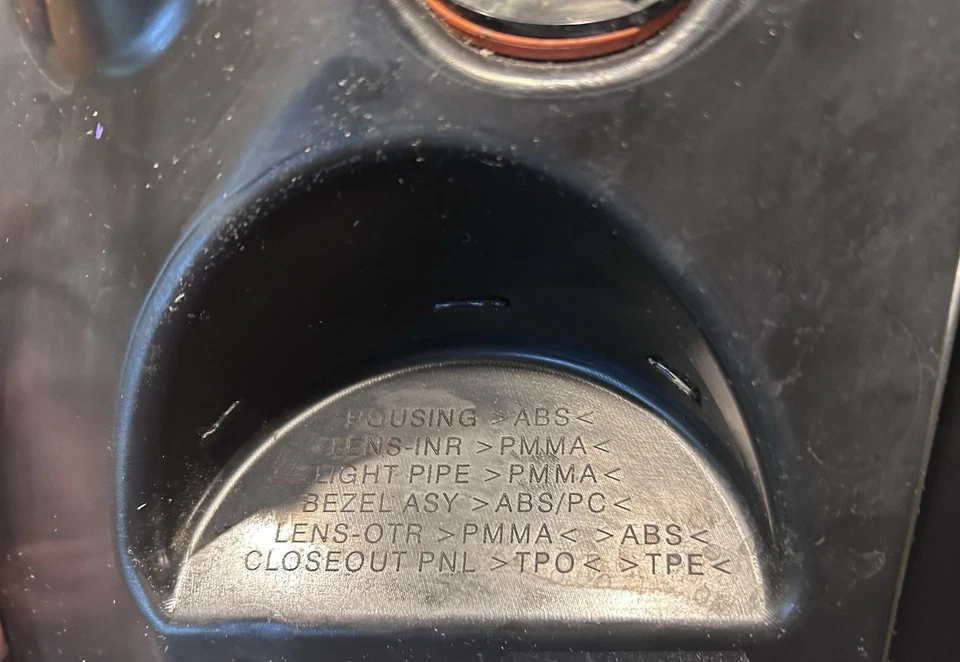 HOUSING >ABS<
LENS-INR >PMMA<
LIGHT PIPE >PMMA<
BEZEL ASY >ABS/PC<
LENS-OTR >PMMA< >ABS<
CLOSEOUT PNL >TPO< >TPE<